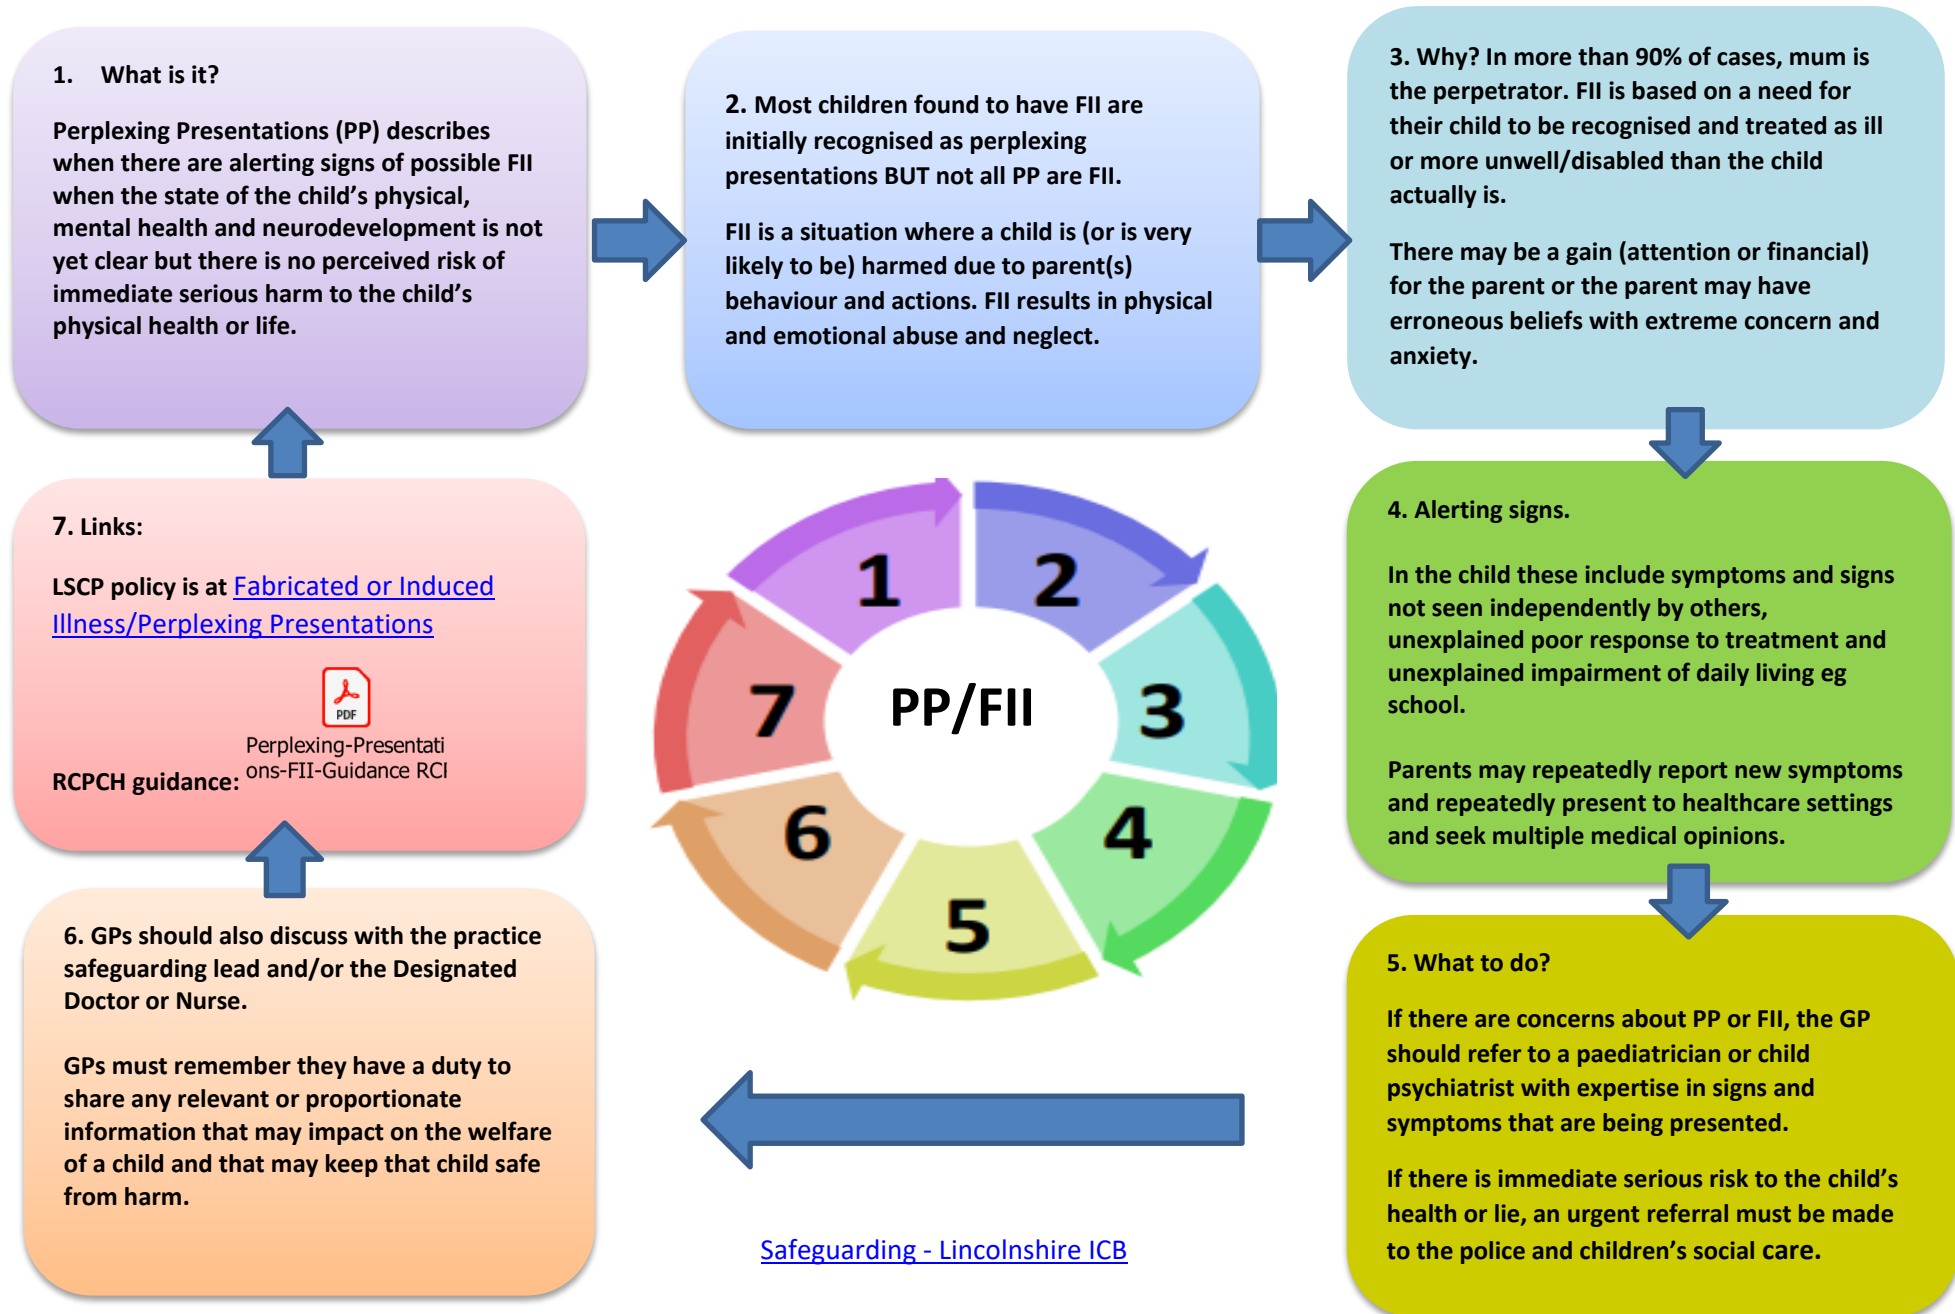 1. What is it?
Perplexing Presentations (PP) describes
when there are alerting signs of possible FII
when the state of the child's physical,
mental health and neurodevelopment is not
yet clear but there is no perceived risk of
immediate serious harm to the child's
physical health or life.
2. Most children found to have FII are
initially recognised as perplexing
presentations BUT not all PP are FII.
FII is a situation where a child is (or is very
likely to be) harmed due to parent(s)
behaviour and actions. FII results in physical
and emotional abuse and neglect.
3. Why? In more than 90% of cases, mum is
the perpetrator. FII is based on a need for
their child to be recognised and treated as ill
or more unwell/disabled than the child
actually is.
There may be a gain (attention or financial)
for the parent or the parent may have
erroneous beliefs with extreme concern and
anxiety.
4. Alerting signs.
In the child these include symptoms and signs
not seen independently by others,
unexplained poor response to treatment and
unexplained impairment of daily living eg
school.
Parents may repeatedly report new symptoms
and repeatedly present to healthcare settings
and seek multiple medical opinions.
5. What to do?
If there are concerns about PP or FII, the GP
should refer to a paediatrician or child
psychiatrist with expertise in signs and
symptoms that are being presented.
If there is immediate serious risk to the child's
health or lie, an urgent referral must be made
to the police and children's social care.
6. GPs should also discuss with the practice
safeguarding lead and/or the Designated
Doctor or Nurse.
GPs must remember they have a duty to
share any relevant or proportionate
information that may impact on the welfare
of a child and that may keep that child safe
from harm.
7. Links:
LSCP policy is at Fabricated or Induced
Illness/Perplexing Presentations
PDF
Perplexing-Presentati
ons-FII-Guidance RCI
RCPCH guidance:
1
2
3
4
5
6
7
PP/FII
Safeguarding - Lincolnshire ICB